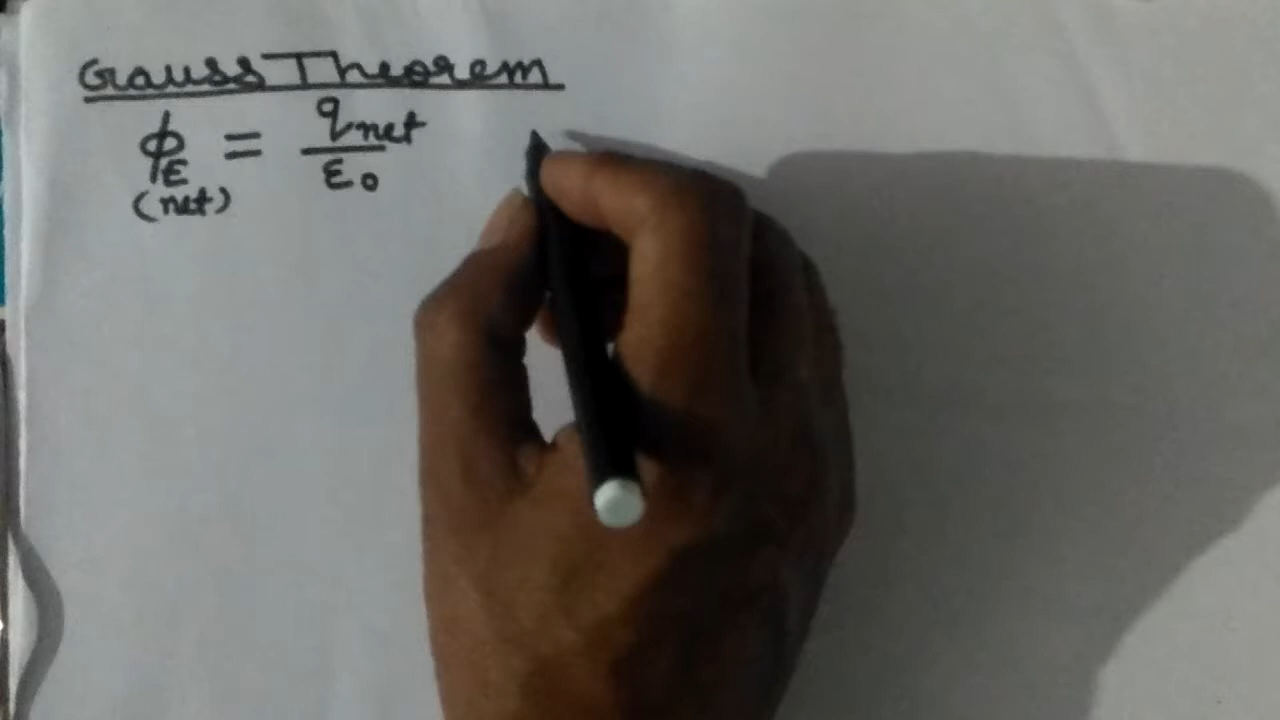 Gauss Theorem
ϕE = qnet / ε0
(net)